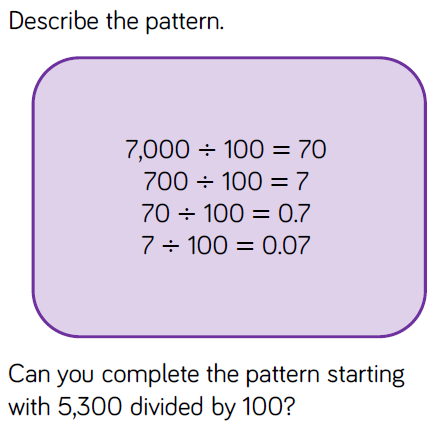 Describe the pattern.
7,000 ÷ 100 = 70
700 ÷ 100 = 7
70 ÷ 100 = 0.7
7 ÷ 100 = 0.07
Can you complete the pattern starting
with 5,300 divided by 100?